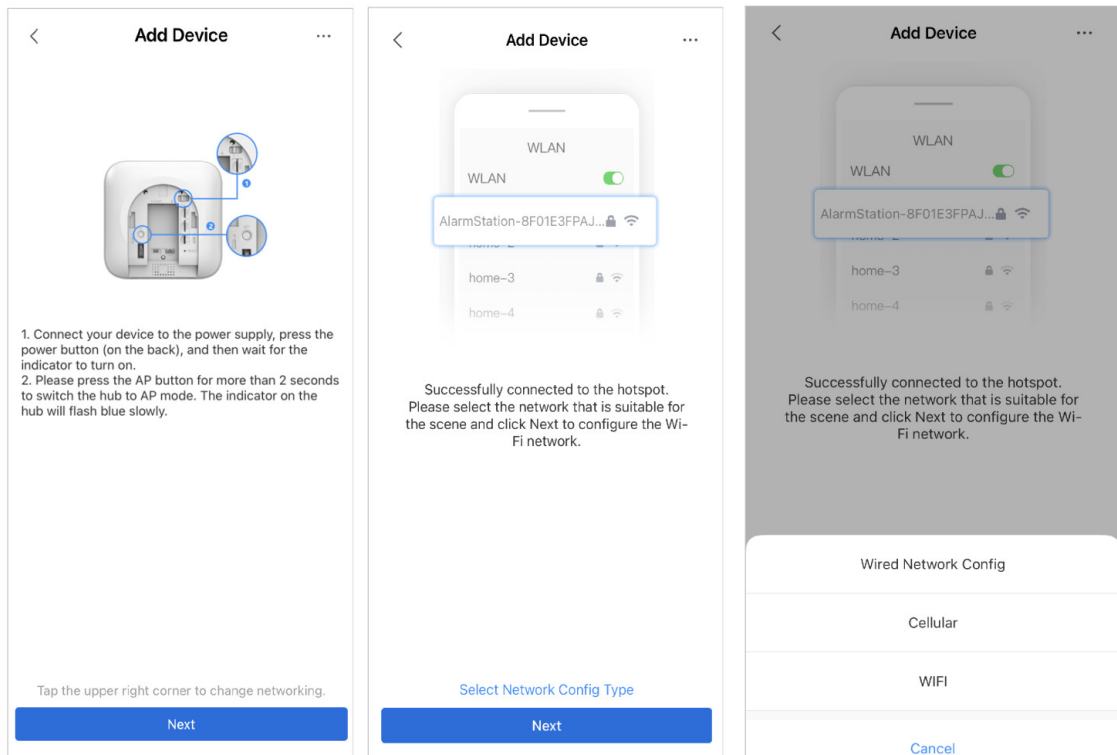 Add Device
...
1
2
1. Connect your device to the power supply, press the
power button (on the back), and then wait for the
indicator to turn on.
2. Please press the AP button for more than 2 seconds
to switch the hub to AP mode. The indicator on the
hub will flash blue slowly.
Tap the upper right corner to change networking.
Next
Add Device
...
WLAN
WLAN
AlarmStation-8F01E3FPAJ...
home-3
home-4
Successfully connected to the hotspot.
Please select the network that is suitable for
the scene and click Next to configure the Wi-
Fi network.
Select Network Config Type
Next
Add Device
...
WLAN
WLAN
AlarmStation-8F01E3FPAJ...
home-3
home-4
Successfully connected to the hotspot.
Please select the network that is suitable for
the scene and click Next to configure the Wi-
Fi network.
Wired Network Config
Cellular
WIFI
Cancel